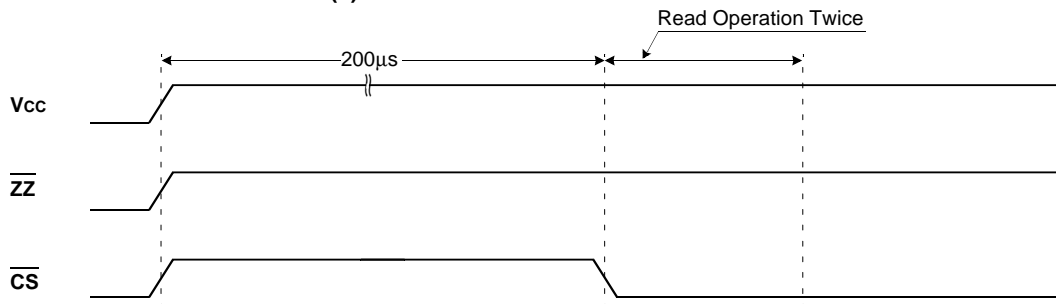 Read Operation Twice
200μs
Vcc
ZZ
CS